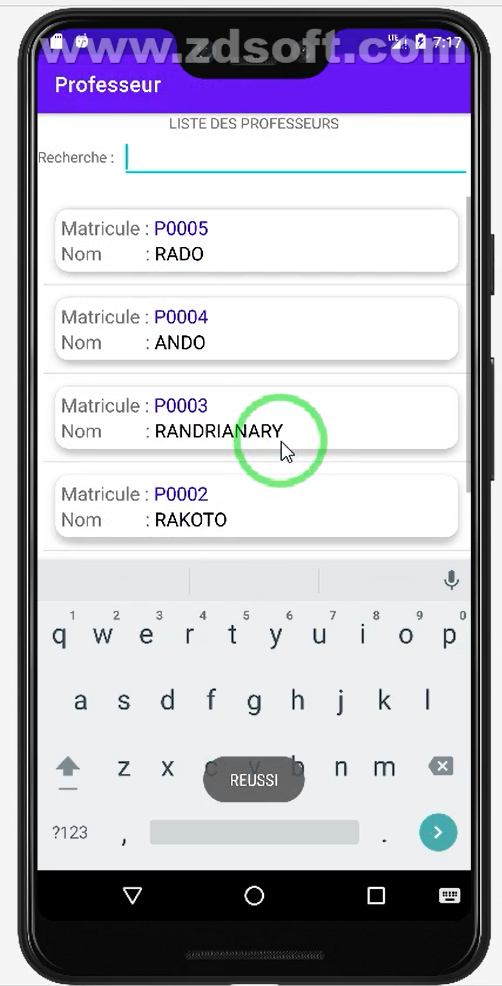 www.zdsoft.com
LTE 7:17
Professeur
LISTE DES PROFESSEURS
Recherche :
Matricule : P0005
Nom : RADO
Matricule : P0004
Nom : ANDO
Matricule : P0003
Nom : RANDRIANARY
Matricule : P0002
Nom : RAKOTO
1 2 3 4 5 6 7 8 9 0
q w e r t y u i o p
a s d f g h j k l
z x c v b n m
REUSSI
?123 , .